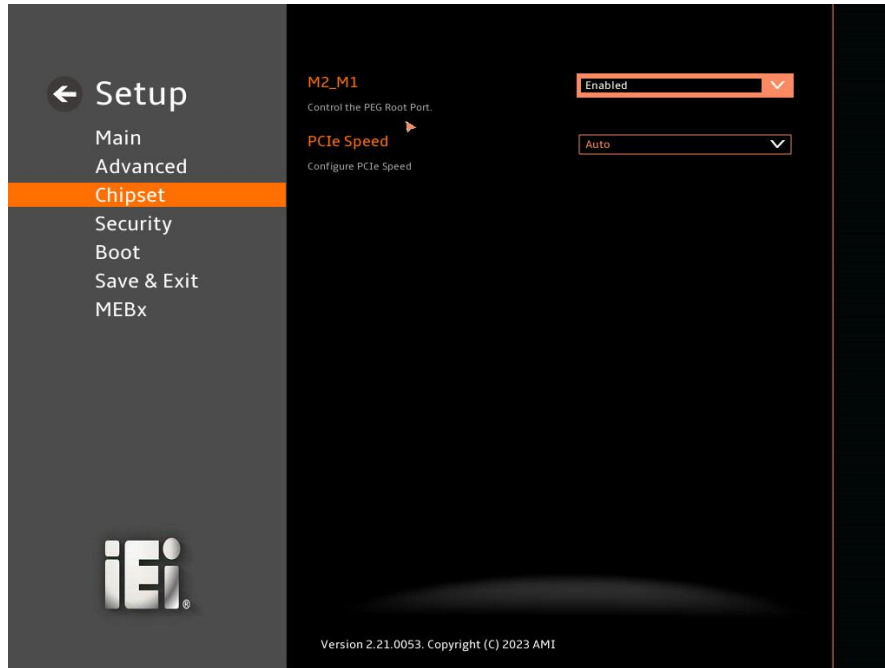 Setup
Main
Advanced
Chipset
Security
Boot
Save & Exit
MEBx
M2_M1
Enabled
Control the PEG Root Port.
PCIe Speed
Auto
Configure PCIe Speed
iEi®
Version 2.21.0053. Copyright (C) 2023 AMI